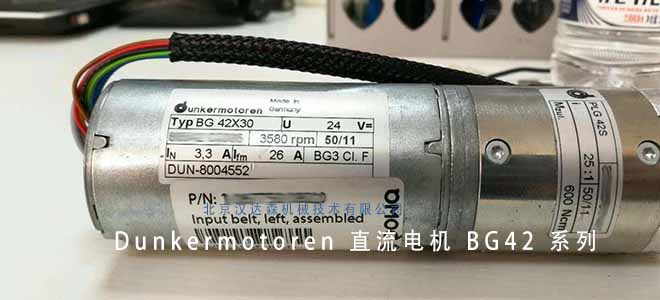 dunkermotoren Made in
Germany
Typ BG 42X30 U 24 V=
3580 rpm 50/11
IN 3,3 A Ifm 26 A BG3 Cl. F
DUN-8004552
P/N:
北京汉达森机械技术有限公司
Input belt, left, assembled
Dunkermotoren 直流电机 BG42 系列
dunkermotoren
PLG 42S
i 25:1 50/11
600 Ncm